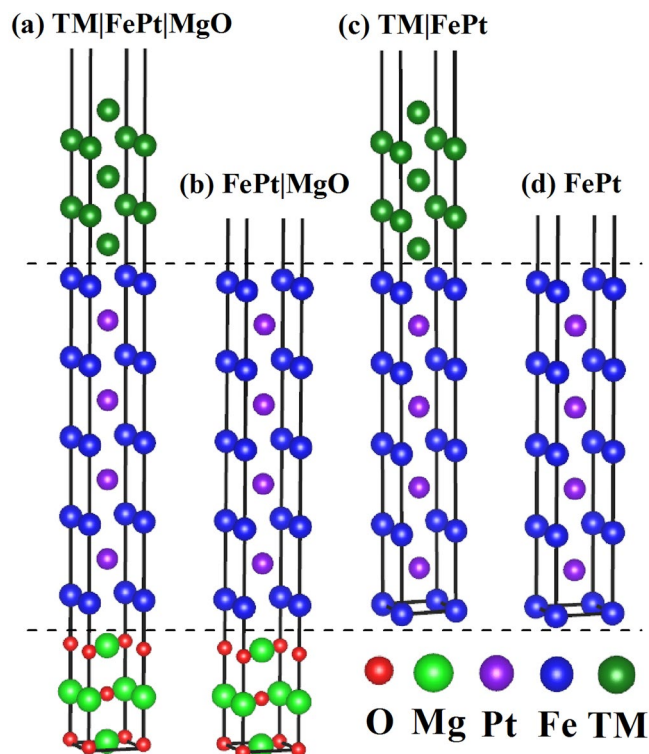 (a) TM|FePt|MgO
(c) TM|FePt
(b) FePt|MgO
(d) FePt
O Mg Pt Fe TM